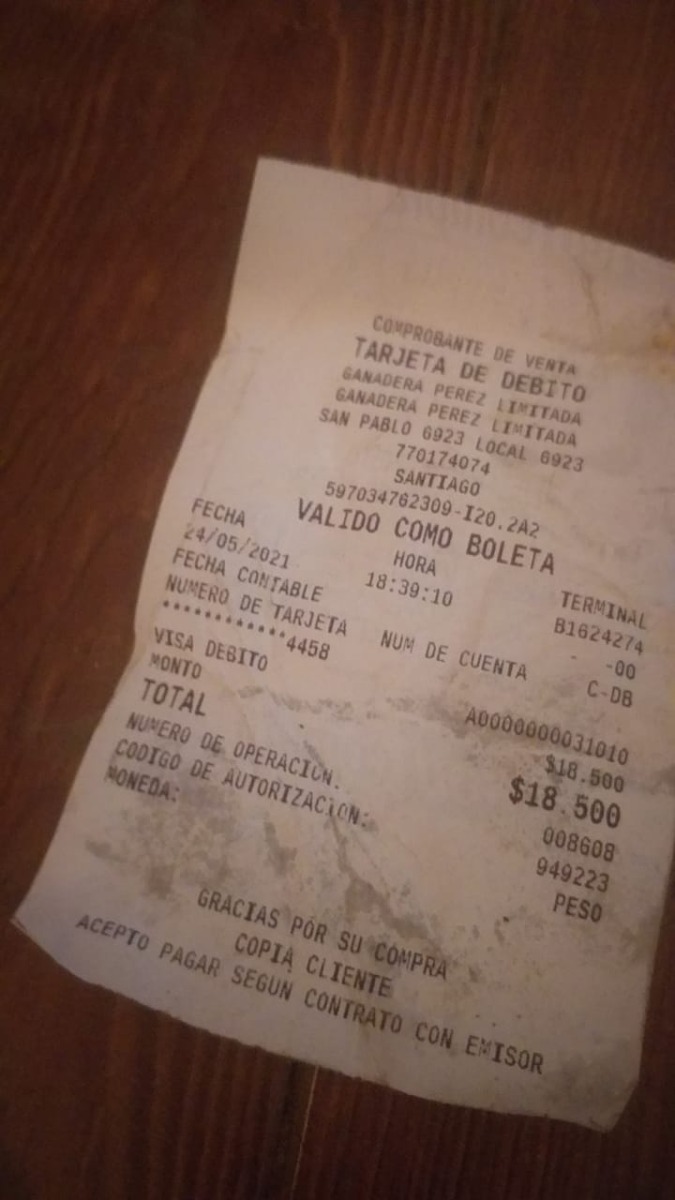 COMPROBANTE DE VENTA
TARJETA DE DEBITO
GANADERA PEREZ LIMITADA
GANADERA PEREZ LIMITADA
SAN PABLO 6923 LOCAL 6923
770174074
SANTIAGO
597034762309-I20.2A2
VALIDO COMO BOLETA
FECHA HORA TERMINAL
24/05/2021 18:39:10 B1624274
FECHA CONTABLE - -00
NUMERO DE TARJETA NUM DE CUENTA C-DB
************4458
VISA DEBITO A0000000031010
MONTO $18.500
TOTAL $18.500
NUMERO DE OPERACION. 008608
CODIGO DE AUTORIZACION: 949223
MONEDA: PESO
GRACIAS POR SU COMPRA
COPIA CLIENTE
ACEPTO PAGAR SEGUN CONTRATO CON EMISOR